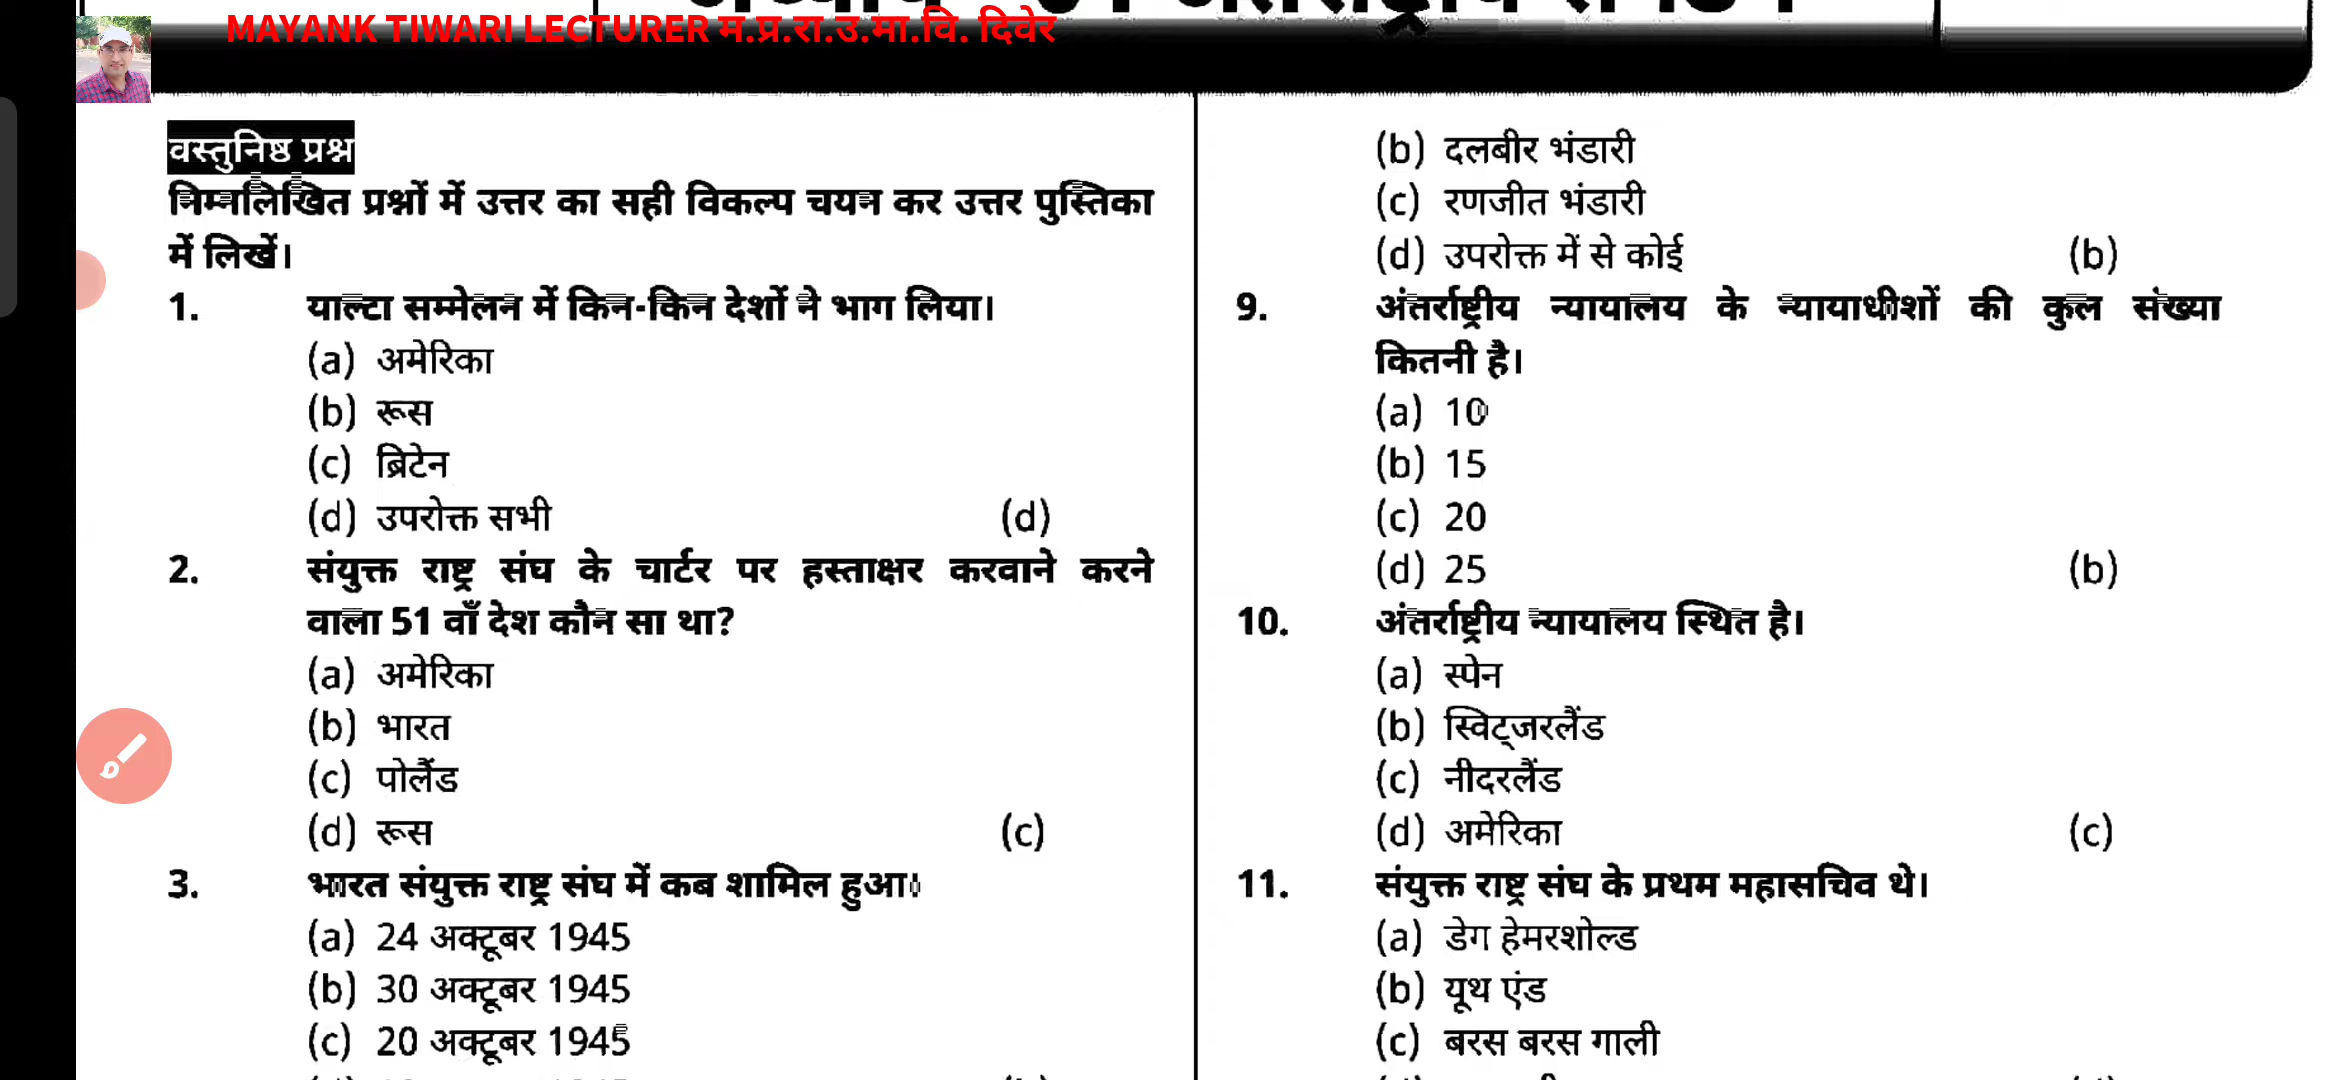 MAYANK TIWARI LECTURER म.प्र.रा.उ.मा.वि. दिवेर
वस्तुनिष्ठ प्रश्न
निम्नलिखित प्रश्नों में उत्तर का सही विकल्प चयन कर उत्तर पुस्तिका
में लिखें।
1. याल्टा सम्मेलन में किन-किन देशों ने भाग लिया।
(a) अमेरिका
(b) रूस
(c) ब्रिटेन
(d) उपरोक्त सभी (d)
2. संयुक्त राष्ट्र संघ के चार्टर पर हस्ताक्षर करवाने करने
वाला 51 वाँ देश कौन सा था?
(a) अमेरिका
(b) भारत
(c) पोलैंड
(d) रूस (c)
3. भारत संयुक्त राष्ट्र संघ में कब शामिल हुआ।
(a) 24 अक्टूबर 1945
(b) 30 अक्टूबर 1945
(c) 20 अक्टूबर 1945
(b) दलबीर भंडारी
(c) रणजीत भंडारी
(d) उपरोक्त में से कोई (b)
9. अंतर्राष्ट्रीय न्यायालय के न्यायाधीशों की कुल संख्या
कितनी है।
(a) 10
(b) 15
(c) 20
(d) 25 (b)
10. अंतर्राष्ट्रीय न्यायालय स्थित है।
(a) स्पेन
(b) स्विट्जरलैंड
(c) नीदरलैंड
(d) अमेरिका (c)
11. संयुक्त राष्ट्र संघ के प्रथम महासचिव थे।
(a) डेग हेमरशोल्ड
(b) यूथ एंड
(c) बरस बरस गाली